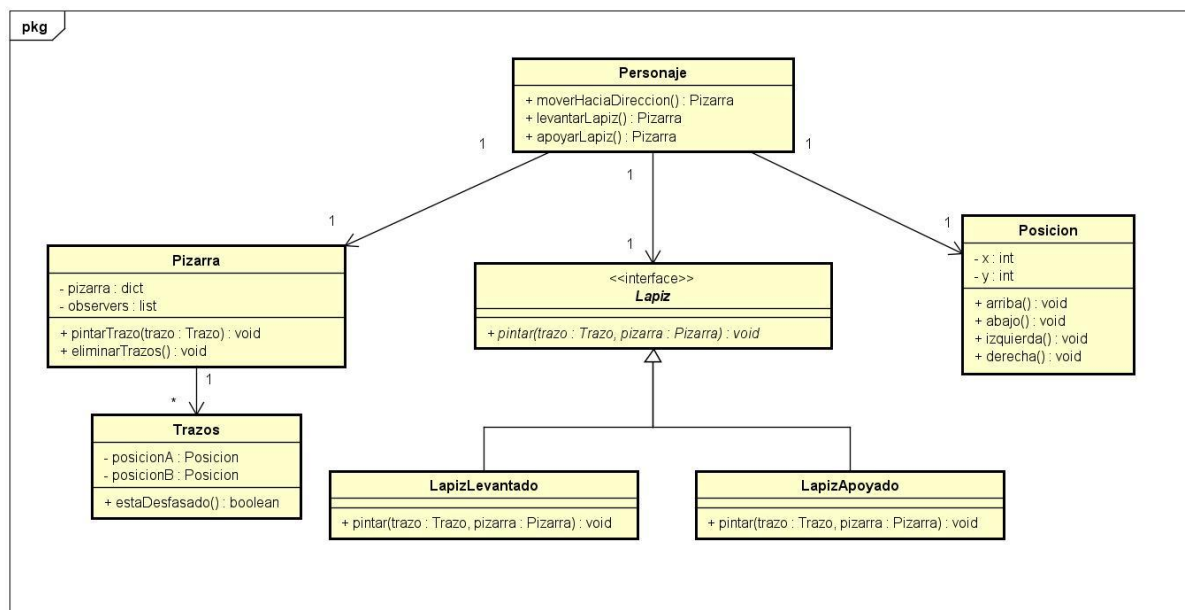 pkg
Personaje
+ moverHaciaDireccion() : Pizarra
+ levantarLapiz() : Pizarra
+ apoyarLapiz() : Pizarra
1
1
1
1
1
1
Pizarra
- pizarra : dict
- observers : list
+ pintarTrazo(trazo : Trazo) : void
+ eliminarTrazos() : void
<<interface>>
Lapiz
+ pintar(trazo : Trazo, pizarra : Pizarra) : void
Posicion
- x : int
- y : int
+ arriba() : void
+ abajo() : void
+ izquierda() : void
+ derecha() : void
1
*
Trazos
- posicionA : Posicion
- posicionB : Posicion
+ estaDesfasado() : boolean
LapizLevantado
+ pintar(trazo : Trazo, pizarra : Pizarra) : void
LapizApoyado
+ pintar(trazo : Trazo, pizarra : Pizarra) : void